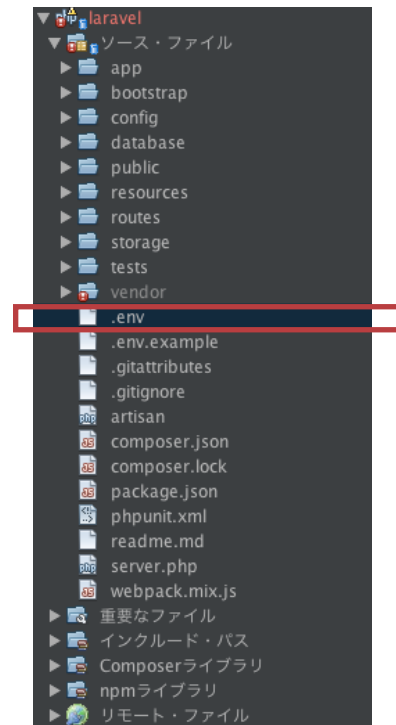 laravel
ソース・ファイル
app
bootstrap
config
database
public
resources
routes
storage
tests
vendor
.env
.env.example
.gitattributes
.gitignore
artisan
composer.json
composer.lock
package.json
phpunit.xml
readme.md
server.php
webpack.mix.js
重要なファイル
インクルード・パス
Composerライブラリ
npmライブラリ
リモート・ファイル